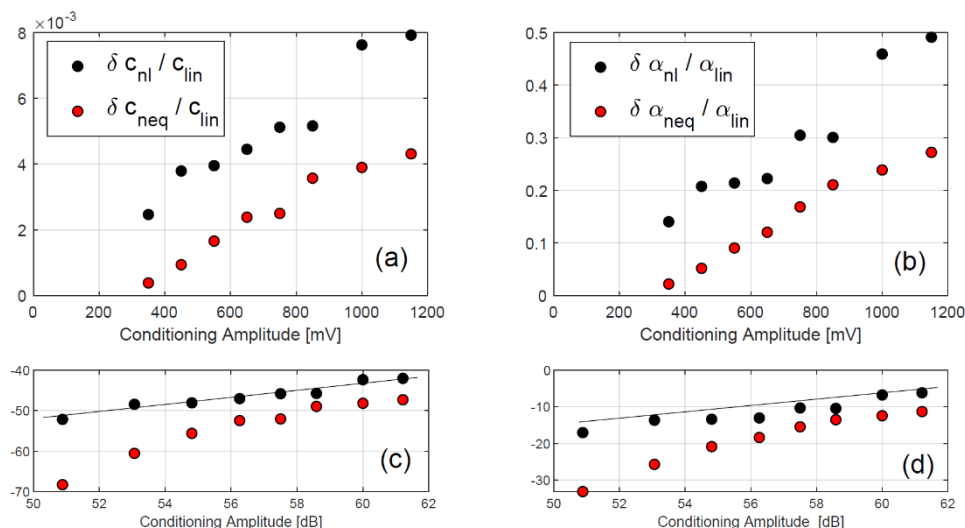 ×10⁻³
8
6
4
2
0
δ c_nl / c_lin
δ c_neq / c_lin
(a)
0 200 400 600 800 1000 1200
Conditioning Amplitude [mV]
0.5
0.4
0.3
0.2
0.1
0
δ α_nl / α_lin
δ α_neq / α_lin
(b)
0 200 400 600 800 1000 1200
Conditioning Amplitude [mV]
-40
-50
-60
-70
(c)
50 52 54 56 58 60 62
Conditioning Amplitude [dB]
0
-10
-20
-30
(d)
50 52 54 56 58 60 62
Conditioning Amplitude [dB]